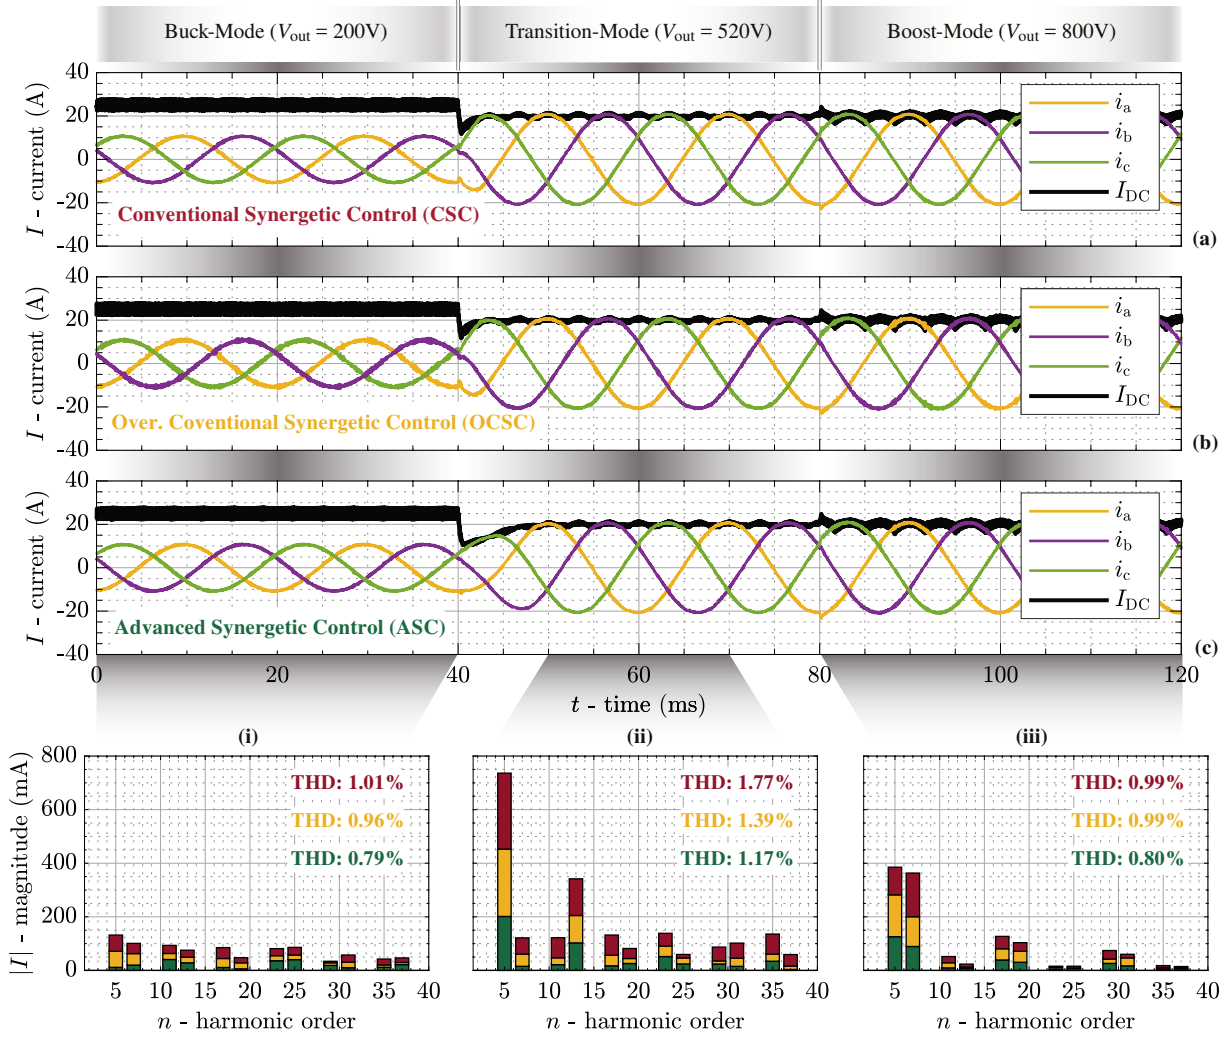 Buck-Mode (Vout = 200V) Transition-Mode (Vout = 520V) Boost-Mode (Vout = 800V)
40
20
0
-20
-40
I - current (A)
ia
ib
ic
IDC
Conventional Synergetic Control (CSC)
(a)
40
20
0
-20
-40
I - current (A)
ia
ib
ic
IDC
Over. Coventional Synergetic Control (OCSC)
(b)
40
20
0
-20
-40
I - current (A)
ia
ib
ic
IDC
Advanced Synergetic Control (ASC)
(c)
0 20 40 60 80 100 120
t - time (ms)
(i) (ii) (iii)
800
600
400
200
0
|I| - magnitude (mA)
THD: 1.01%
THD: 0.96%
THD: 0.79%
5 10 15 20 25 30 35 40
n - harmonic order
THD: 1.77%
THD: 1.39%
THD: 1.17%
5 10 15 20 25 30 35 40
n - harmonic order
THD: 0.99%
THD: 0.99%
THD: 0.80%
5 10 15 20 25 30 35 40
n - harmonic order